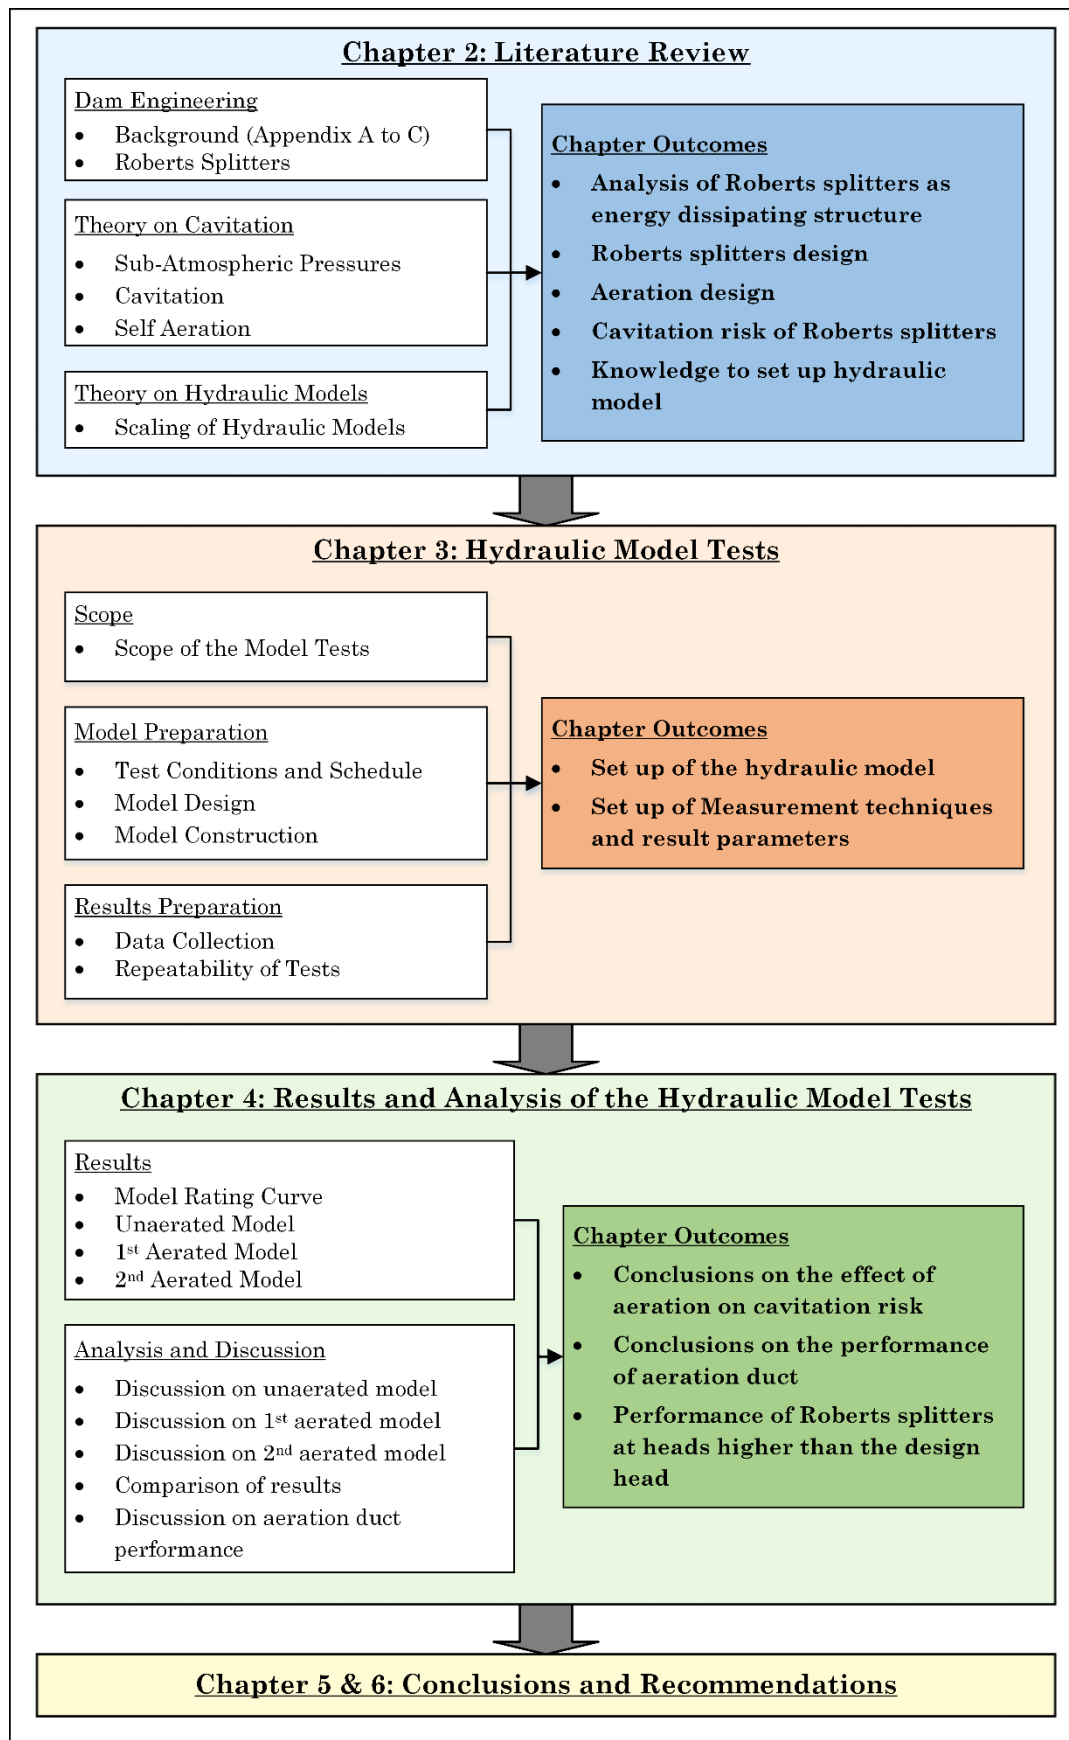 Chapter 2: Literature Review
Dam Engineering
• Background (Appendix A to C)
• Roberts Splitters
Theory on Cavitation
• Sub-Atmospheric Pressures
• Cavitation
• Self Aeration
Theory on Hydraulic Models
• Scaling of Hydraulic Models
Chapter Outcomes
• Analysis of Roberts splitters as
energy dissipating structure
• Roberts splitters design
• Aeration design
• Cavitation risk of Roberts splitters
• Knowledge to set up hydraulic
model
Chapter 3: Hydraulic Model Tests
Scope
• Scope of the Model Tests
Model Preparation
• Test Conditions and Schedule
• Model Design
• Model Construction
Results Preparation
• Data Collection
• Repeatability of Tests
Chapter Outcomes
• Set up of the hydraulic model
• Set up of Measurement techniques
and result parameters
Chapter 4: Results and Analysis of the Hydraulic Model Tests
Results
• Model Rating Curve
• Unaerated Model
• 1st Aerated Model
• 2nd Aerated Model
Analysis and Discussion
• Discussion on unaerated model
• Discussion on 1st aerated model
• Discussion on 2nd aerated model
• Comparison of results
• Discussion on aeration duct
performance
Chapter Outcomes
• Conclusions on the effect of
aeration on cavitation risk
• Conclusions on the performance
of aeration duct
• Performance of Roberts splitters
at heads higher than the design
head
Chapter 5 & 6: Conclusions and Recommendations